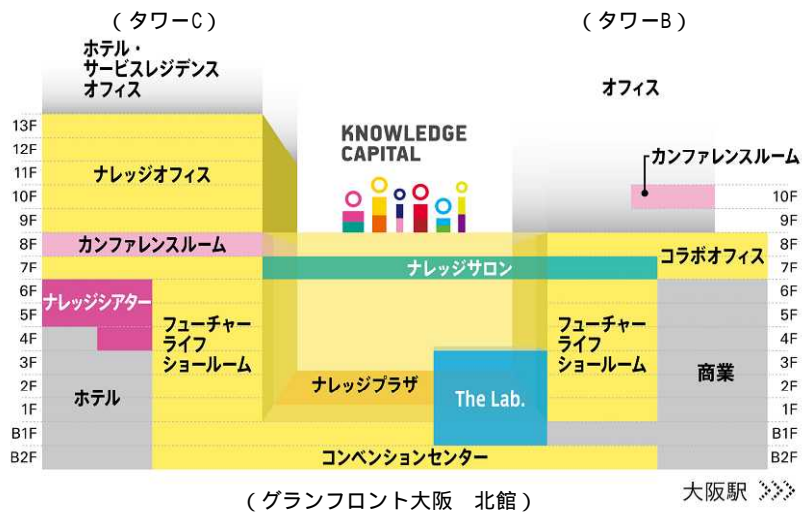 (タワーC)
(タワーB)
ホテル・
サービスレジデンス
オフィス
オフィス
KNOWLEDGE
CAPITAL
13F
12F
11F
10F
9F
8F
7F
6F
5F
4F
3F
2F
1F
B1F
B2F
ナレッジオフィス
カンファレンスルーム
カンファレンスルーム
ナレッジサロン
コラボオフィス
ナレッジシアター
フューチャー
ライフ
ショールーム
フューチャー
ライフ
ショールーム
ホテル
ナレッジプラザ
The Lab.
商業
コンベンションセンター
10F
9F
8F
7F
6F
5F
4F
3F
2F
1F
B1F
B2F
(グランフロント大阪 北館)
大阪駅 >>>